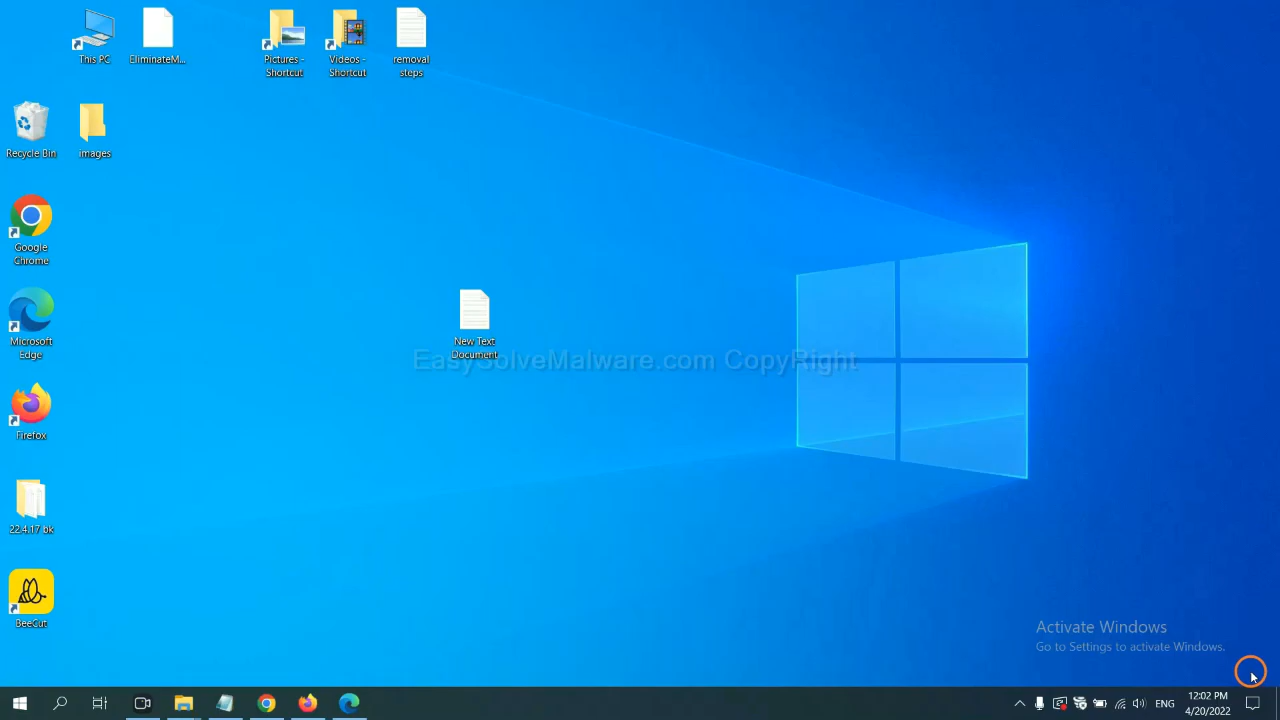 This PC
EliminateM...
Pictures -
Shortcut
Videos -
Shortcut
removal
steps
Recycle Bin
images
Google
Chrome
Microsoft
Edge
New Text
Document
EasySolveMalware.com CopyRight
Firefox
22.4.17 bk
BeeCut
Activate Windows
Go to Settings to activate Windows.
ENG
12:02 PM
4/20/2022